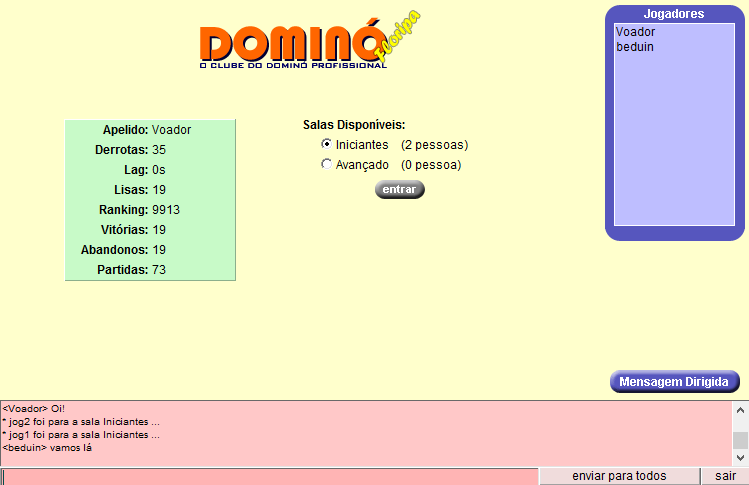 DOMINÓ
Floripa
O CLUBE DO DOMINÓ PROFISSIONAL
Jogadores
Voador
beduin
Apelido: Voador
Derrotas: 35
Lag: 0s
Lisas: 19
Ranking: 9913
Vitórias: 19
Abandonos: 19
Partidas: 73
Salas Disponíveis:
Iniciantes (2 pessoas)
Avançado (0 pessoa)
entrar
Mensagem Dirigida
<Voador> Oi!
* jog2 foi para a sala Iniciantes ...
* jog1 foi para a sala Iniciantes ...
<beduin> vamos lá
enviar para todos
sair